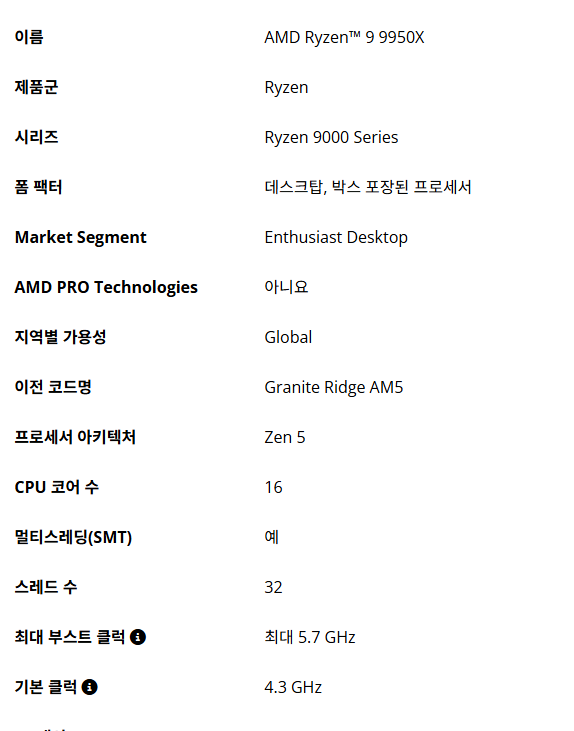 이름 AMD Ryzen™ 9 9950X
제품군 Ryzen
시리즈 Ryzen 9000 Series
폼 팩터 데스크탑, 박스 포장된 프로세서
Market Segment Enthusiast Desktop
AMD PRO Technologies 아니요
지역별 가용성 Global
이전 코드명 Granite Ridge AM5
프로세서 아키텍처 Zen 5
CPU 코어 수 16
멀티스레딩(SMT) 예
스레드 수 32
최대 부스트 클럭 최대 5.7 GHz
기본 클럭 4.3 GHz